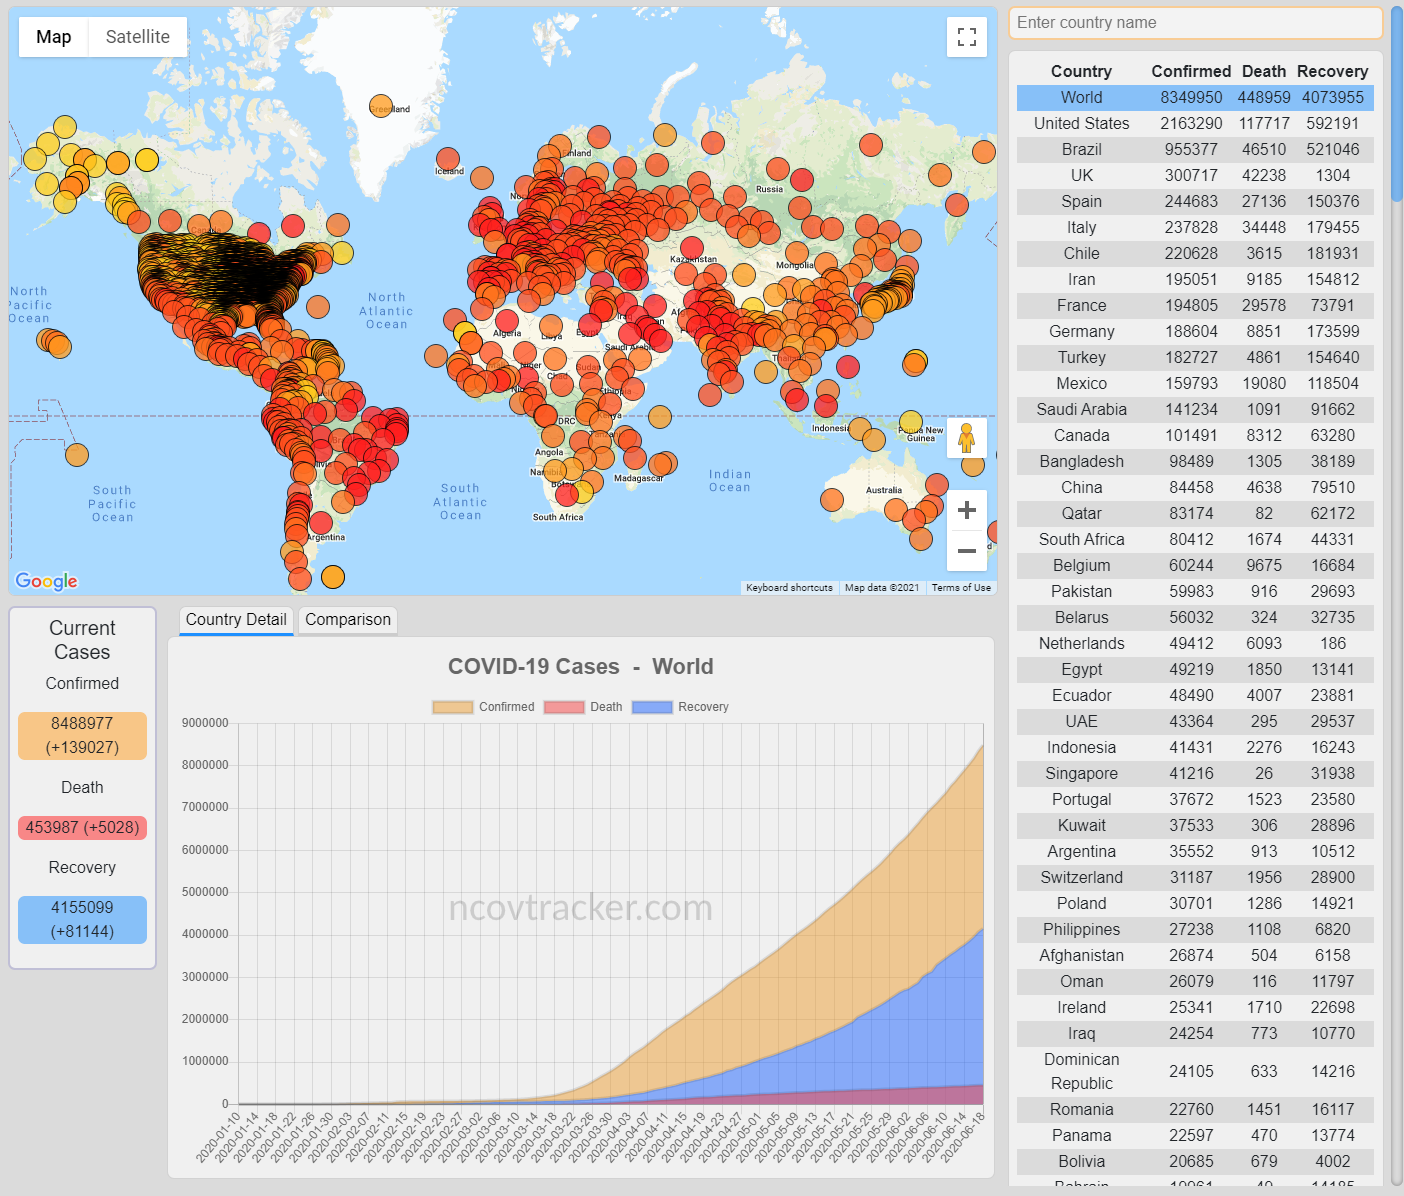 Map
Satellite
Greenland
Iceland
Finland
Russia
Canada
Kazakhstan
Mongolia
North
Pacific
Ocean
North
Atlantic
Ocean
Algeria
Libya
Egypt
Saudi Arabia
Niger
Sudan
Ethiopia
Kenya
DRC
Angola
Namibia
Madagascar
South Africa
Indonesia
Papua New
Guinea
Indian
Ocean
Australia
South
Pacific
Ocean
South
Atlantic
Ocean
Argentina
Google
Keyboard shortcuts
Map data ©2021
Terms of Use
Enter country name
Country Confirmed Death Recovery
World 8349950 448959 4073955
United States 2163290 117717 592191
Brazil 955377 46510 521046
UK 300717 42238 1304
Spain 244683 27136 150376
Italy 237828 34448 179455
Chile 220628 3615 181931
Iran 195051 9185 154812
France 194805 29578 73791
Germany 188604 8851 173599
Turkey 182727 4861 154640
Mexico 159793 19080 118504
Saudi Arabia 141234 1091 91662
Canada 101491 8312 63280
Bangladesh 98489 1305 38189
China 84458 4638 79510
Qatar 83174 82 62172
South Africa 80412 1674 44331
Belgium 60244 9675 16684
Pakistan 59983 916 29693
Belarus 56032 324 32735
Netherlands 49412 6093 186
Egypt 49219 1850 13141
Ecuador 48490 4007 23881
UAE 43364 295 29537
Indonesia 41431 2276 16243
Singapore 41216 26 31938
Portugal 37672 1523 23580
Kuwait 37533 306 28896
Argentina 35552 913 10512
Switzerland 31187 1956 28900
Poland 30701 1286 14921
Philippines 27238 1108 6820
Afghanistan 26874 504 6158
Oman 26079 116 11797
Ireland 25341 1710 22698
Iraq 24254 773 10770
Dominican
Republic 24105 633 14216
Romania 22760 1451 16117
Panama 22597 470 13774
Bolivia 20685 679 4002
Current
Cases
Confirmed
8488977
(+139027)
Death
453987 (+5028)
Recovery
4155099
(+81144)
Country Detail
Comparison
COVID-19 Cases - World
Confirmed Death Recovery
9000000
8000000
7000000
6000000
5000000
4000000
3000000
2000000
1000000
0
ncovtracker.com
2020-01-10
2020-01-14
2020-01-18
2020-01-22
2020-01-26
2020-01-30
2020-02-03
2020-02-07
2020-02-11
2020-02-15
2020-02-19
2020-02-23
2020-02-27
2020-03-02
2020-03-06
2020-03-10
2020-03-14
2020-03-18
2020-03-22
2020-03-26
2020-03-30
2020-04-03
2020-04-07
2020-04-11
2020-04-15
2020-04-19
2020-04-23
2020-04-27
2020-05-01
2020-05-05
2020-05-09
2020-05-13
2020-05-17
2020-05-21
2020-05-25
2020-05-29
2020-06-02
2020-06-06
2020-06-10
2020-06-14
2020-06-18